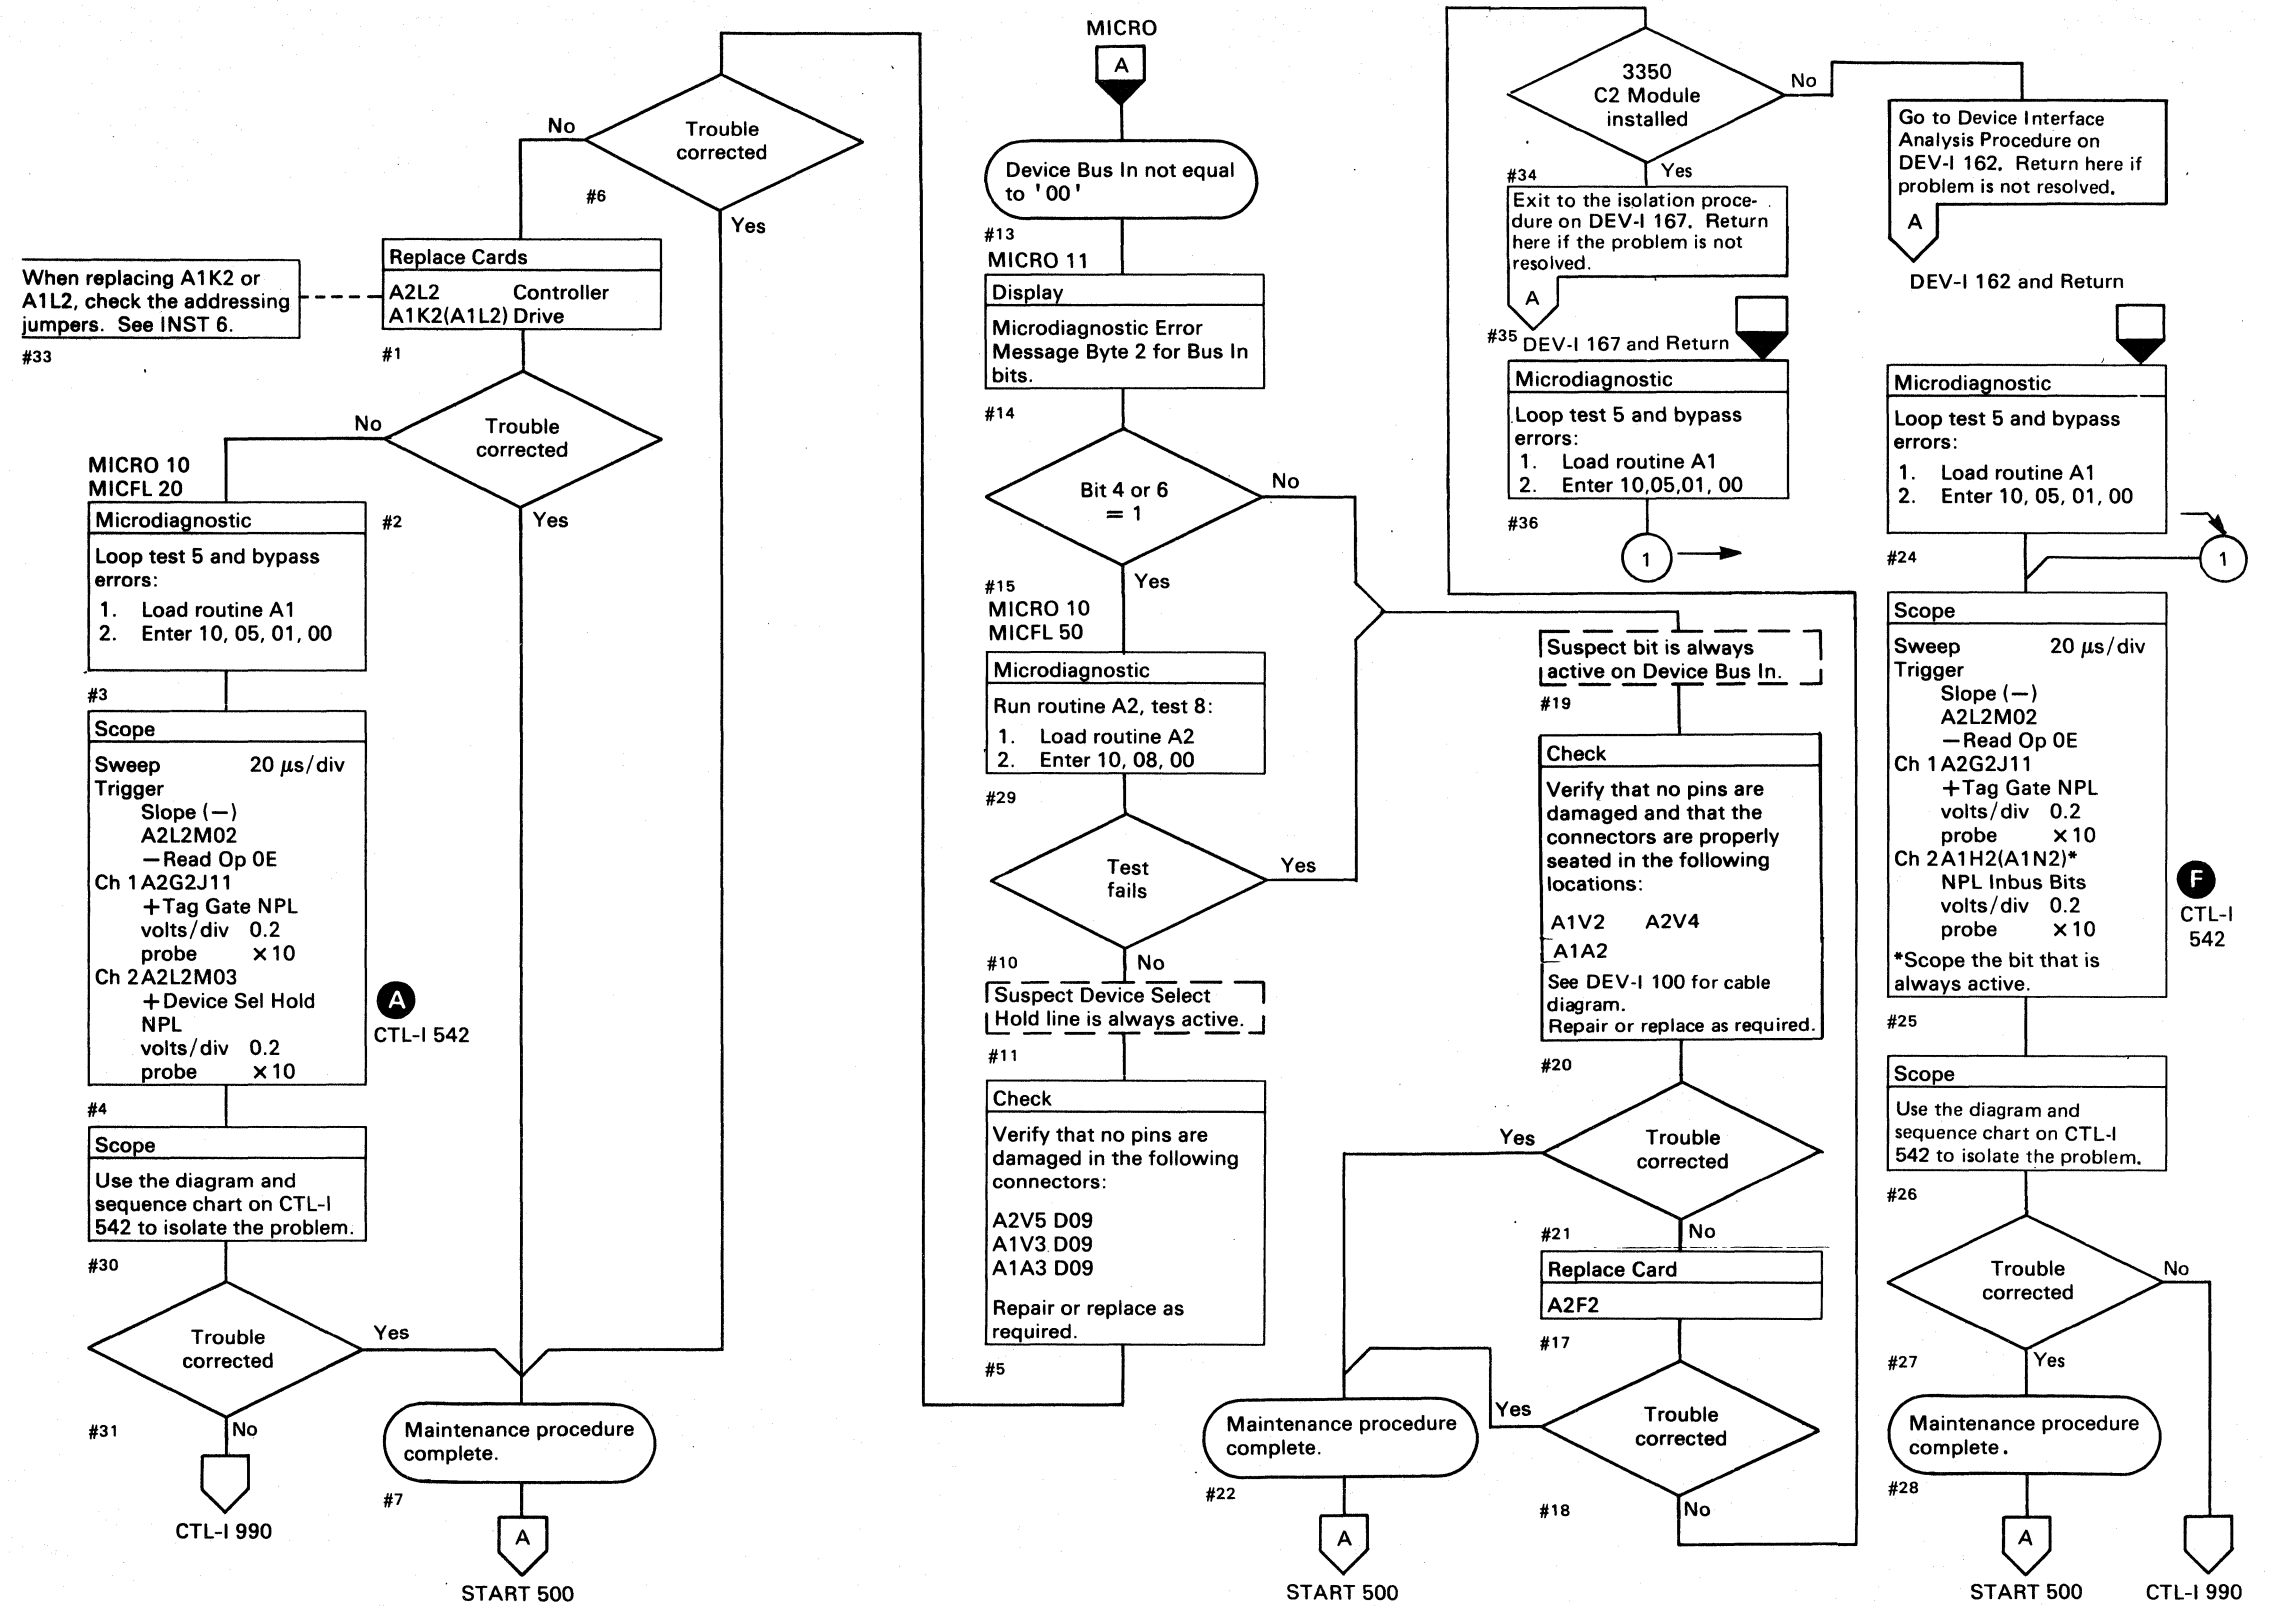 No
Trouble
corrected
#6
Yes
Replace Cards
A2L2 Controller
A1K2(A1L2) Drive
When replacing A1K2 or
A1L2, check the addressing
jumpers. See INST 6.
#33
#1
Trouble
corrected
No
Yes
#2
MICRO 10
MICFL 20
Microdiagnostic
Loop test 5 and bypass
errors:
1. Load routine A1
2. Enter 10, 05, 01, 00
#3
Scope
Sweep 20 μs/div
Trigger
Slope (—)
A2L2M02
—Read Op 0E
Ch 1 A2G2J11
+Tag Gate NPL
volts/div 0.2
probe ×10
Ch 2 A2L2M03
+Device Sel Hold
NPL
volts/div 0.2
probe ×10
A
CTL-I 542
#4
Scope
Use the diagram and
sequence chart on CTL-I
542 to isolate the problem.
#30
Trouble
corrected
Yes
#31
No
CTL-I 990
Maintenance procedure
complete.
#7
A
START 500
MICRO
A
Device Bus In not equal
to '00'
#13
MICRO 11
Display
Microdiagnostic Error
Message Byte 2 for Bus In
bits.
#14
Bit 4 or 6
= 1
No
Yes
#15
MICRO 10
MICFL 50
Microdiagnostic
Run routine A2, test 8:
1. Load routine A2
2. Enter 10, 08, 00
#29
Test
fails
Yes
#10
No
Suspect Device Select
Hold line is always active.
#11
Check
Verify that no pins are
damaged in the following
connectors:
A2V5 D09
A1V3 D09
A1A3 D09
Repair or replace as
required.
#5
3350
C2 Module
installed
No
Yes
#34
Exit to the isolation proce-
dure on DEV-I 167. Return
here if the problem is not
resolved.
A
#35 DEV-I 167 and Return
Microdiagnostic
Loop test 5 and bypass
errors:
1. Load routine A1
2. Enter 10,05,01, 00
#36
1
Suspect bit is always
active on Device Bus In.
#19
Check
Verify that no pins are
damaged and that the
connectors are properly
seated in the following
locations:
A1V2 A2V4
A1A2
See DEV-I 100 for cable
diagram.
Repair or replace as required.
#20
Trouble
corrected
Yes
#21
No
Replace Card
A2F2
#17
Trouble
corrected
Yes
#18
No
Maintenance procedure
complete.
#22
A
START 500
Go to Device Interface
Analysis Procedure on
DEV-I 162. Return here if
problem is not resolved.
A
DEV-I 162 and Return
Microdiagnostic
Loop test 5 and bypass
errors:
1. Load routine A1
2. Enter 10, 05, 01, 00
#24
1
Scope
Sweep 20 μs/div
Trigger
Slope (—)
A2L2M02
—Read Op 0E
Ch 1 A2G2J11
+Tag Gate NPL
volts/div 0.2
probe ×10
Ch 2 A1H2(A1N2)*
NPL Inbus Bits
volts/div 0.2
probe ×10
*Scope the bit that is
always active.
F
CTL-I
542
#25
Scope
Use the diagram and
sequence chart on CTL-I
542 to isolate the problem.
#26
Trouble
corrected
No
#27
Yes
Maintenance procedure
complete.
#28
A
START 500
CTL-I 990